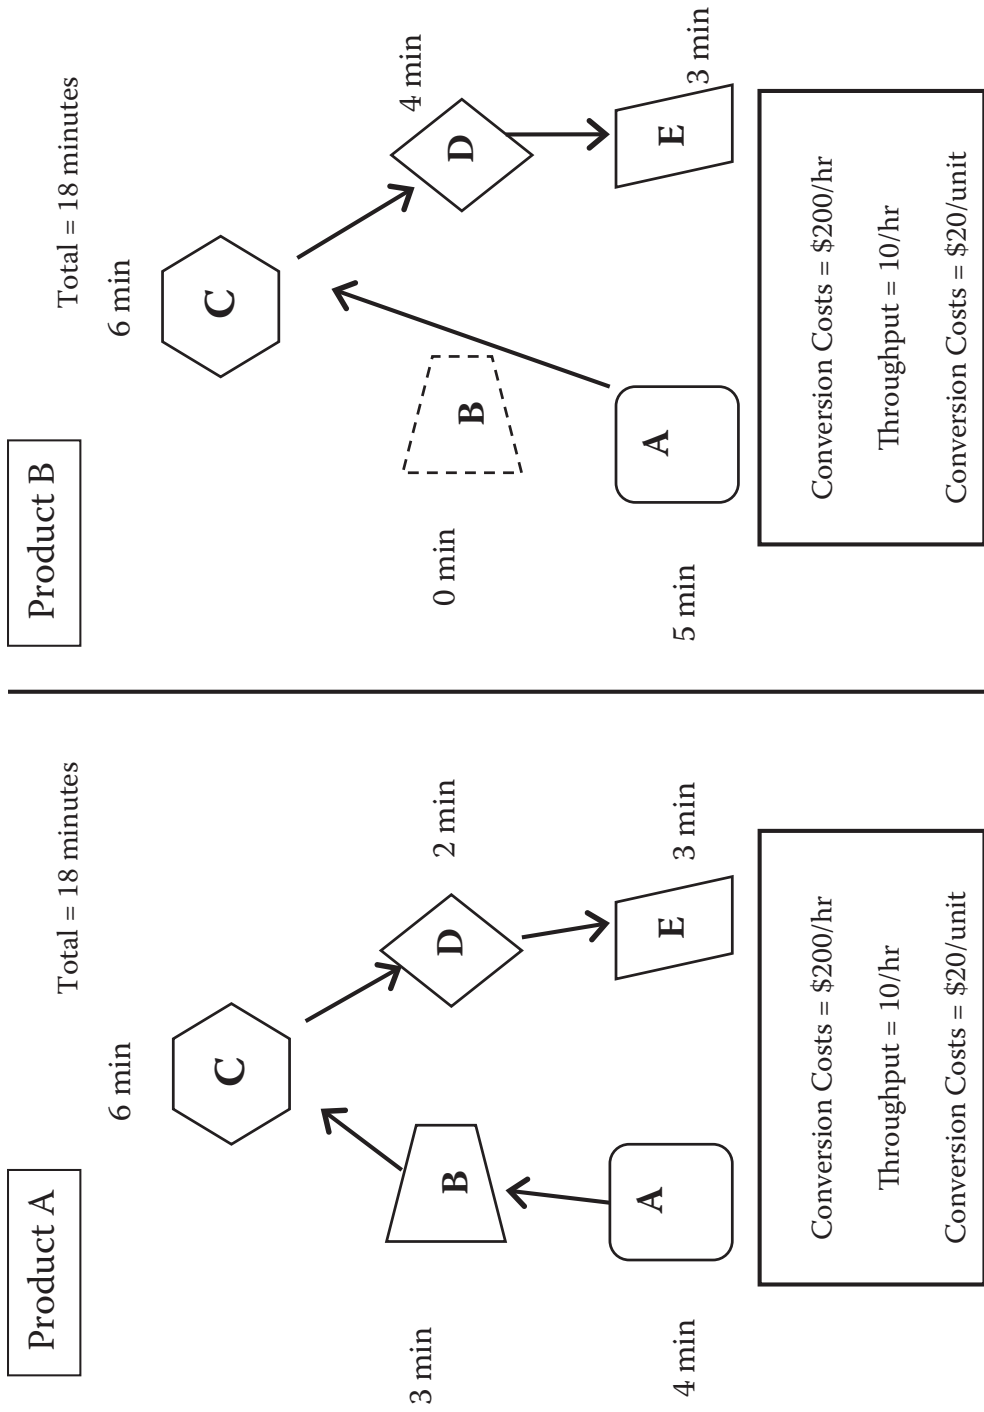 Product A
Total = 18 minutes
6 min
C
3 min
B
D
2 min
4 min
A
E
3 min
Conversion Costs = $200/hr
Throughput = 10/hr
Conversion Costs = $20/unit
Product B
Total = 18 minutes
6 min
C
0 min
B
D
4 min
5 min
A
E
3 min
Conversion Costs = $200/hr
Throughput = 10/hr
Conversion Costs = $20/unit